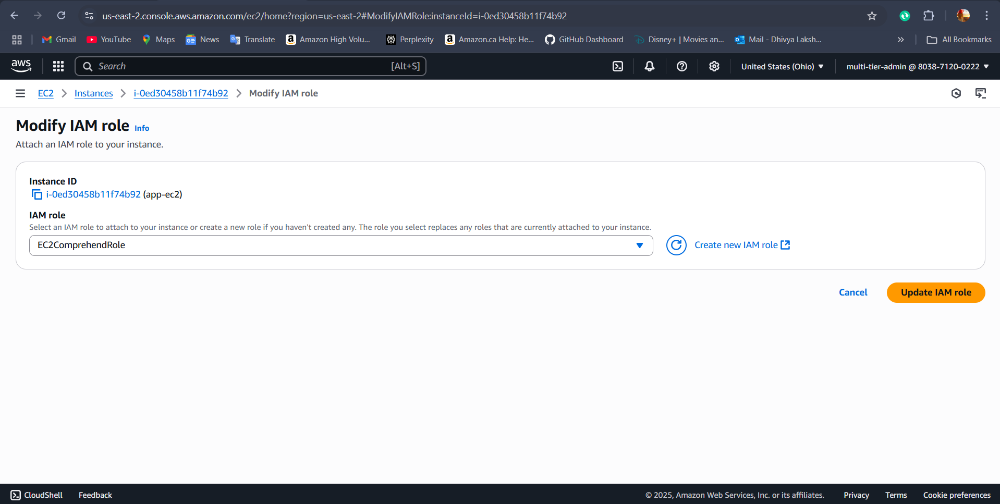 us-east-2.console.aws.amazon.com/ec2/home?region=us-east-2#ModifyIAMRole:instanceId=i-0ed30458b11f74b92
Gmail YouTube Maps News Translate Amazon High Volu... Perplexity Amazon.ca Help: He... GitHub Dashboard Disney+ | Movies an... Mail - Dhivya Laksh... All Bookmarks
aws Search [Alt+S] United States (Ohio) multi-tier-admin @ 8038-7120-0222
EC2 Instances i-0ed30458b11f74b92 Modify IAM role
Modify IAM role Info
Attach an IAM role to your instance.
Instance ID
i-0ed30458b11f74b92 (app-ec2)
IAM role
Select an IAM role to attach to your instance or create a new role if you haven't created any. The role you select replaces any roles that are currently attached to your instance.
EC2ComprehendRole Create new IAM role
Cancel Update IAM role
CloudShell Feedback © 2025, Amazon Web Services, Inc. or its affiliates. Privacy Terms Cookie preferences